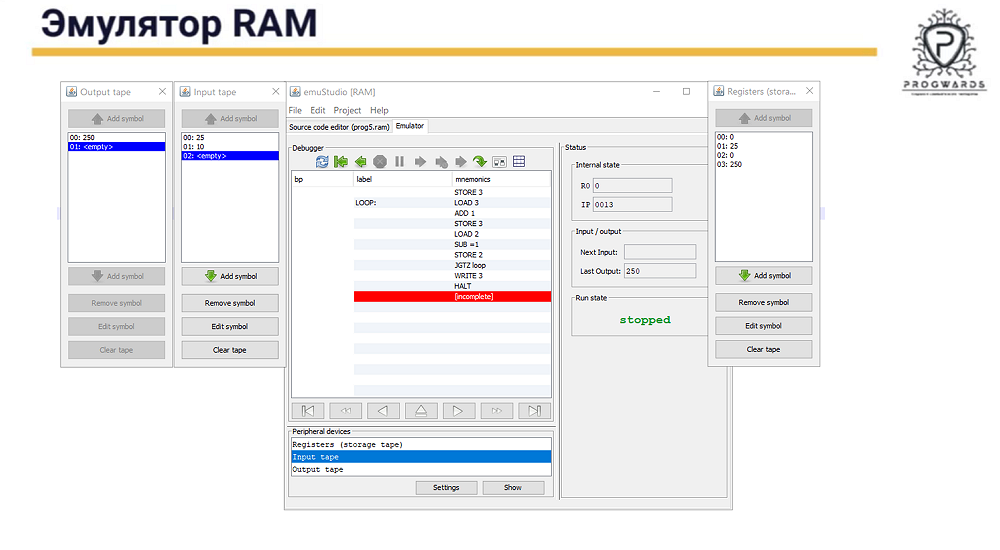 Эмулятор RAM
PROGWARDS
Output tape
Add symbol
00: 250
01: <empty>
Add symbol
Remove symbol
Edit symbol
Clear tape
Input tape
Add symbol
00: 25
01: 10
02: <empty>
Add symbol
Remove symbol
Edit symbol
Clear tape
emuStudio [RAM]
File Edit Project Help
Source code editor (prog5.ram) Emulator
Debugger
bp label mnemonics
STORE 3
LOOP: LOAD 3
ADD 1
STORE 3
LOAD 2
SUB =1
STORE 2
JGTZ loop
WRITE 3
HALT
[incomplete]
Peripheral devices
Registers (storage tape)
Input tape
Output tape
Settings Show
Status
Internal state
R0 0
IP 0013
Input / output
Next Input:
Last Output: 250
Run state
stopped
Registers (stora...
Add symbol
00: 0
01: 25
02: 0
03: 250
Add symbol
Remove symbol
Edit symbol
Clear tape